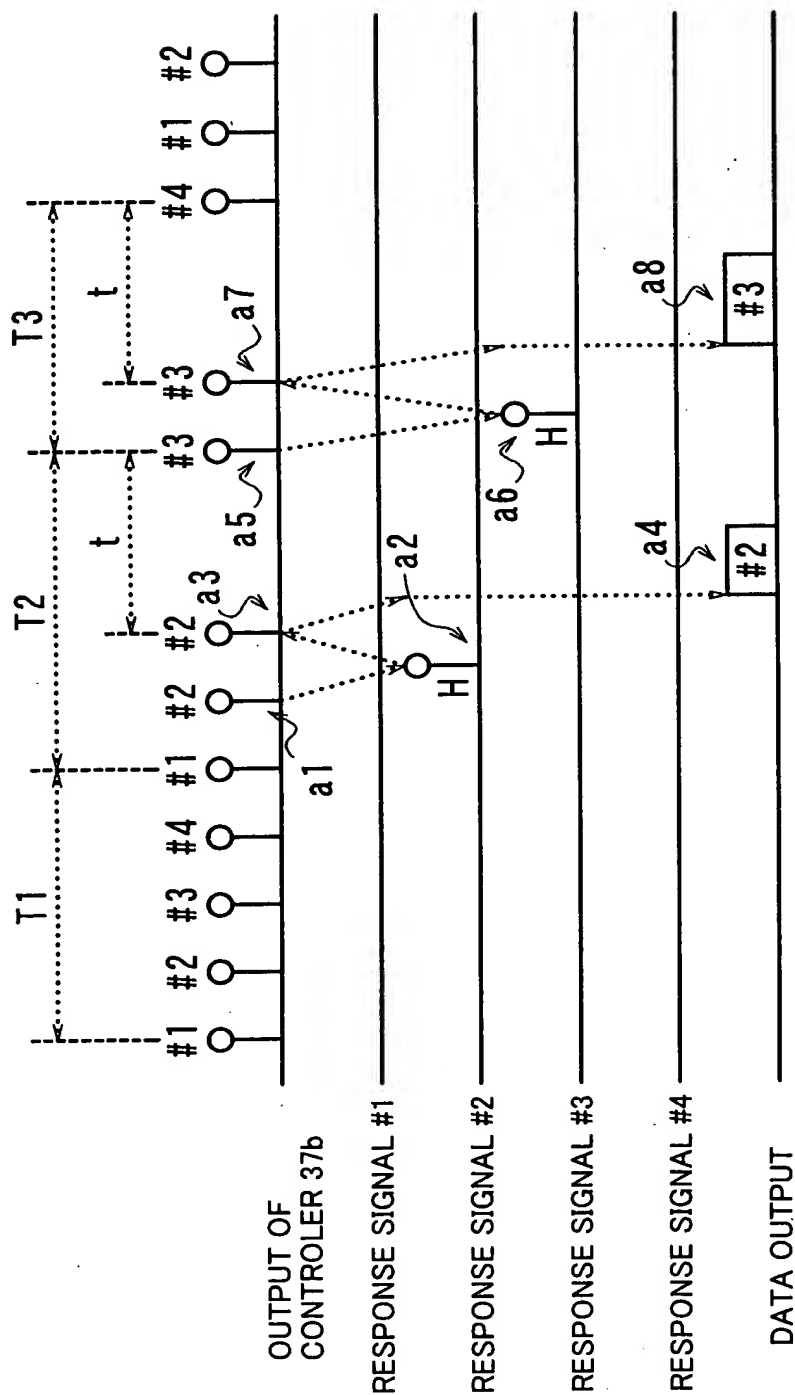 T1 T2 T3
t t
#1 #2 #3 #4 #1 #2 #2 #3 #3 #4 #1 #2
a1 a3 a5 a7
OUTPUT OF
CONTROLER 37b
RESPONSE SIGNAL #1
a2
RESPONSE SIGNAL #2
H
a6
RESPONSE SIGNAL #3
H
RESPONSE SIGNAL #4
a4 a8
#2 #3
DATA OUTPUT